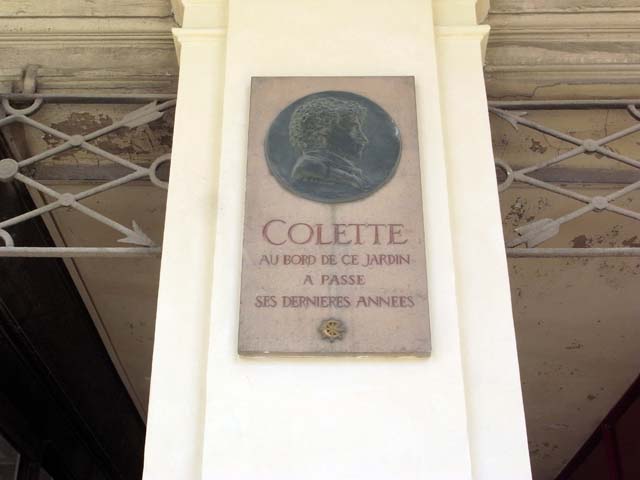 COLETTE
AU BORD DE CE JARDIN
A PASSE
SES DERNIERES ANNEES